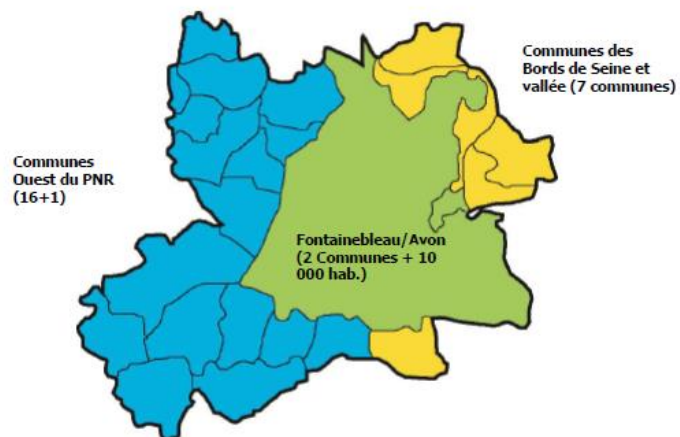 Communes des
Bords de Seine et
vallée (7 communes)
Communes
Ouest du PNR
(16+1)
Fontainebleau/Avon
(2 Communes + 10
000 hab.)